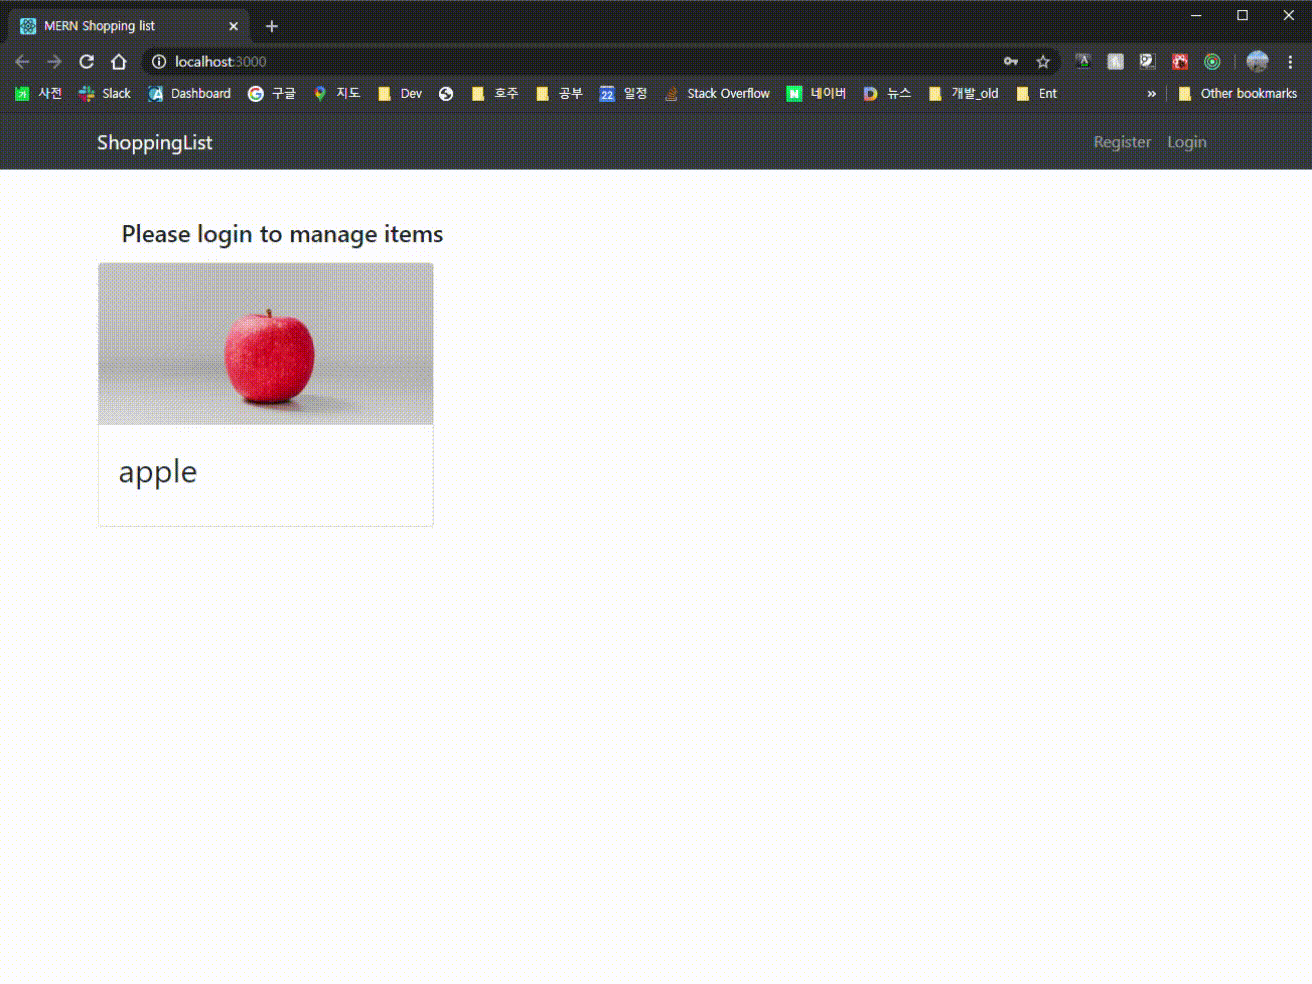 MERN Shopping list
localhost:3000
사전 Slack Dashboard 구글 지도 Dev 호주 공부 22 일정 Stack Overflow N 네이버 뉴스 개발_old Ent » Other bookmarks
ShoppingList Register Login
Please login to manage items
apple